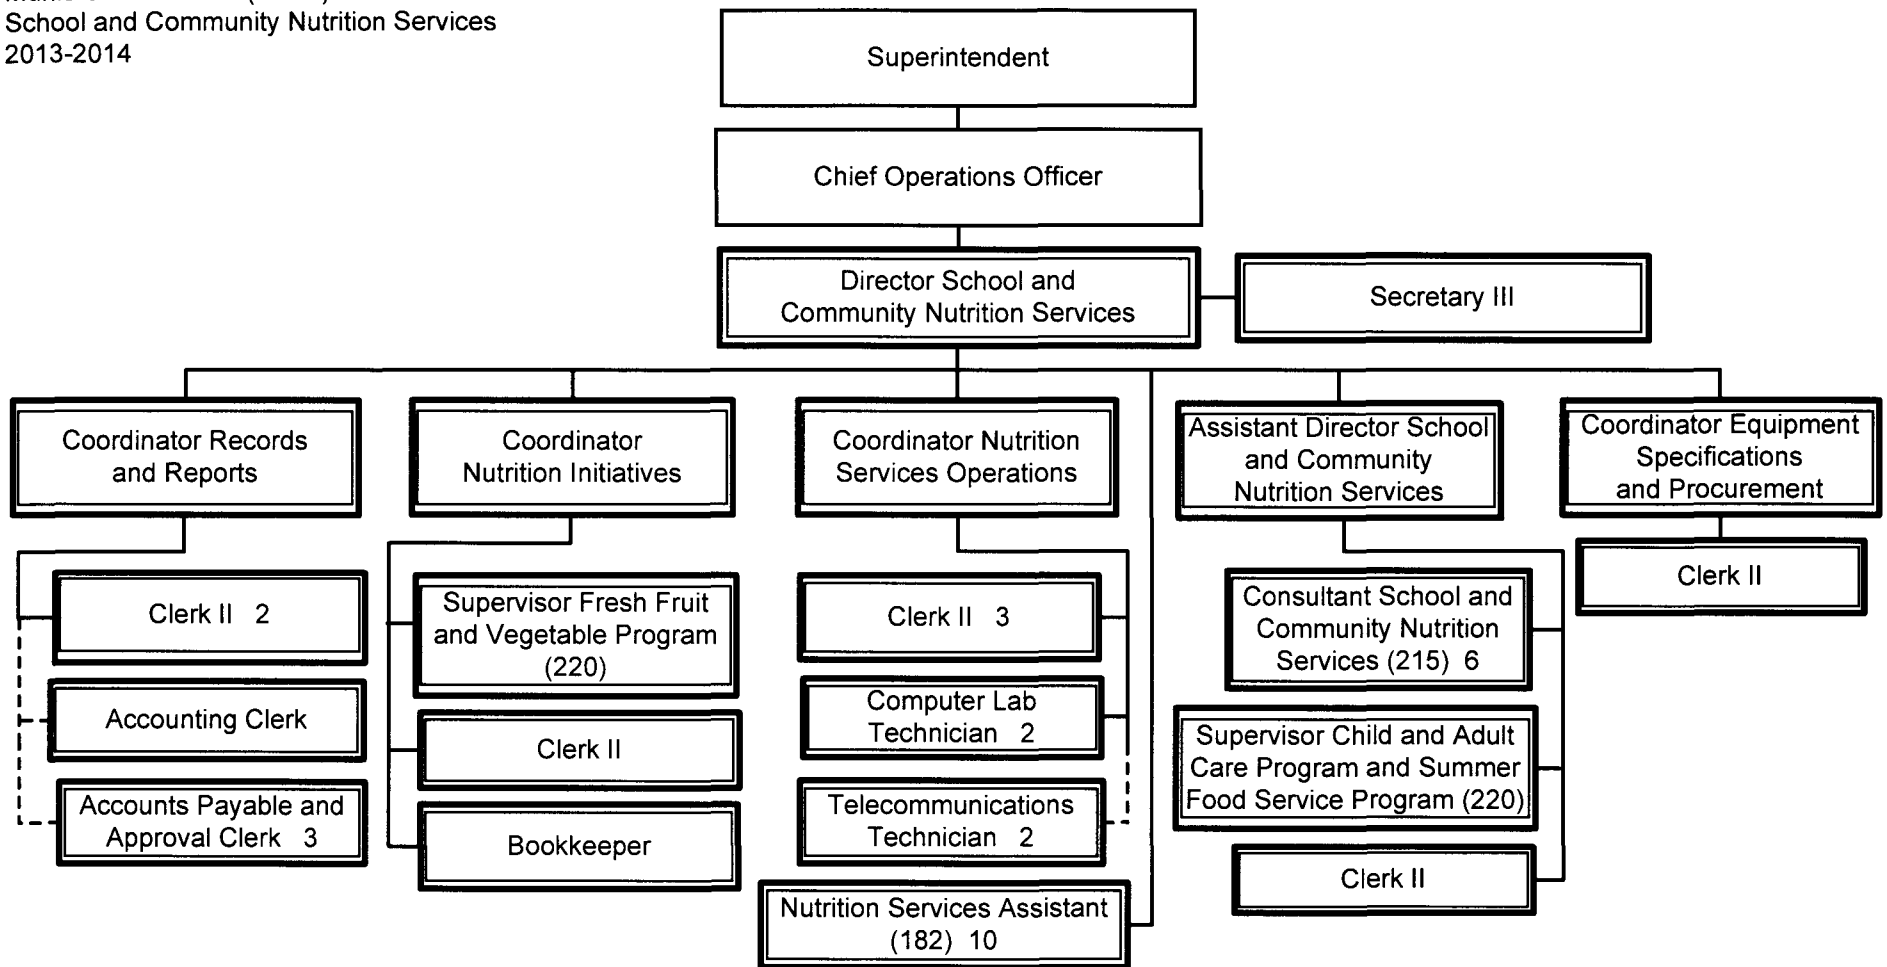 School and Community Nutrition Services
2013-2014
Superintendent
Chief Operations Officer
Director School and
Community Nutrition Services
Secretary III
Coordinator Records
and Reports
Coordinator
Nutrition Initiatives
Coordinator Nutrition
Services Operations
Assistant Director School
and Community
Nutrition Services
Coordinator Equipment
Specifications
and Procurement
Clerk II 2
Accounting Clerk
Accounts Payable and
Approval Clerk 3
Supervisor Fresh Fruit
and Vegetable Program
(220)
Clerk II
Bookkeeper
Clerk II 3
Computer Lab
Technician 2
Telecommunications
Technician 2
Nutrition Services Assistant
(182) 10
Consultant School and
Community Nutrition
Services (215) 6
Supervisor Child and Adult
Care Program and Summer
Food Service Program (220)
Clerk II
Clerk II